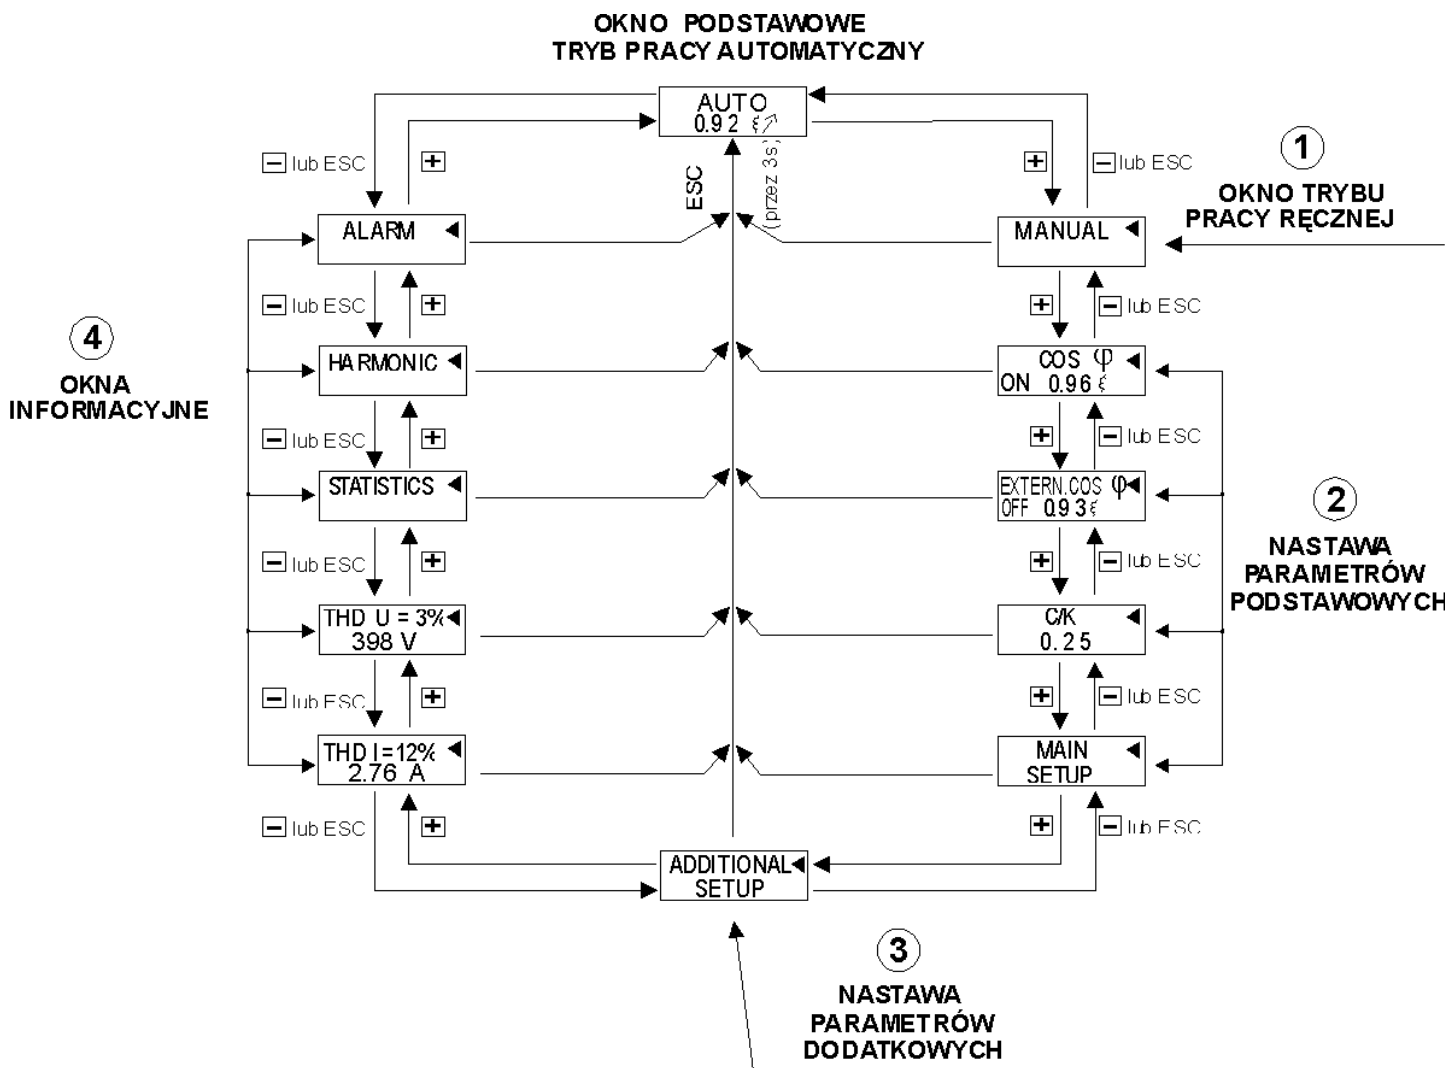 OKNO PODSTAWOWE
TRYB PRACY AUTOMATYCZNY
AUTO
0.92
- lub ESC
+
ESC
(przez 3s)
+
- lub ESC
1
OKNO TRYBU
PRACY RĘCZNEJ
ALARM
MANUAL
- lub ESC
+
+
- lub ESC
4
OKNA
INFORMACYJNE
HARMONIC
COS φ
ON 0.96
- lub ESC
+
+
- lub ESC
STATISTICS
EXTERN.COS φ
OFF 0.93
2
NASTAWA
PARAMETRÓW
PODSTAWOWYCH
- lub ESC
+
+
- lub ESC
THD U = 3%
398 V
C/K
0.25
- lub ESC
+
+
- lub ESC
THD I=12%
2.76 A
MAIN
SETUP
- lub ESC
+
+
- lub ESC
ADDITIONAL
SETUP
3
NASTAWA
PARAMETRÓW
DODATKOWYCH